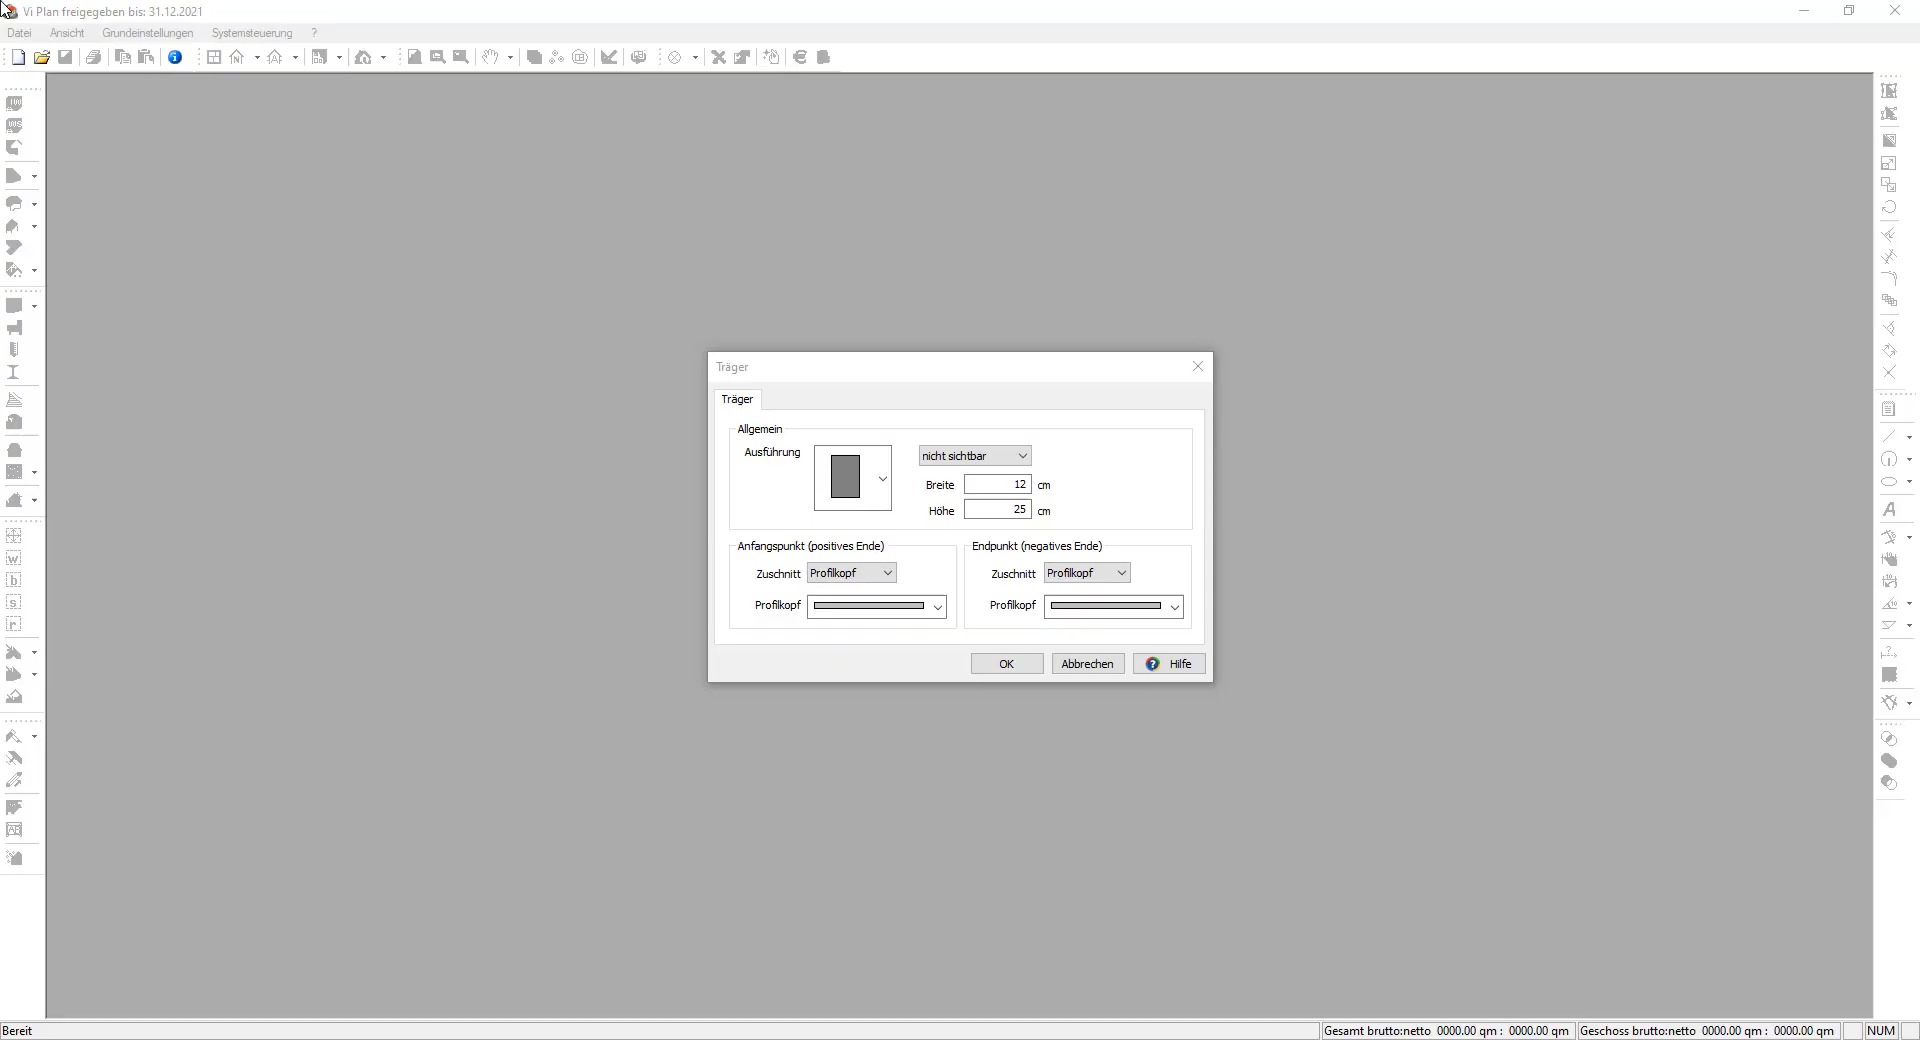 Vi Plan freigegeben bis: 31.12.2021
Datei Ansicht Grundeinstellungen Systemsteuerung ?
Träger
Träger
Allgemein
Ausführung
nicht sichtbar
Breite 12 cm
Höhe 25 cm
Anfangspunkt (positives Ende)
Zuschnitt Profilkopf
Profilkopf
Endpunkt (negatives Ende)
Zuschnitt Profilkopf
Profilkopf
OK Abbrechen Hilfe
Bereit
Gesamt brutto:netto 0000.00 qm : 0000.00 qm
Geschoss brutto:netto 0000.00 qm : 0000.00 qm
NUM